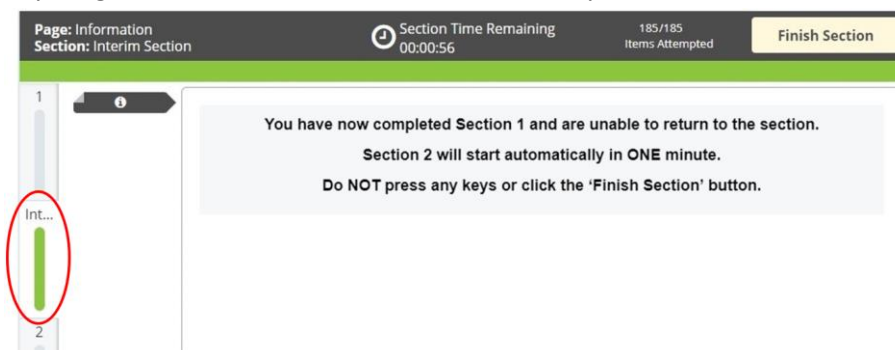 Page: Information
Section: Interim Section
Section Time Remaining
00:00:56
185/185
Items Attempted
Finish Section
1
You have now completed Section 1 and are unable to return to the section.
Section 2 will start automatically in ONE minute.
Do NOT press any keys or click the ‘Finish Section’ button.
Int...
2